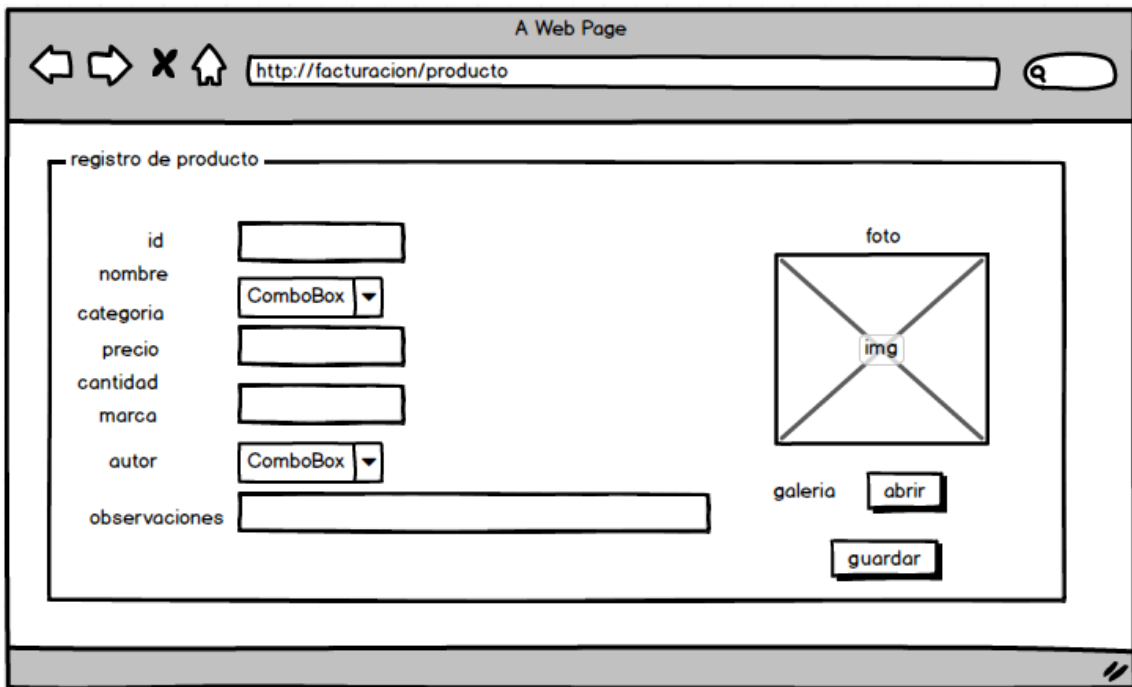 A Web Page
http://facturacion/producto
registro de producto
id
nombre
ComboBox
categoria
precio
cantidad
marca
autor
ComboBox
observaciones
foto
img
galeria
abrir
guardar